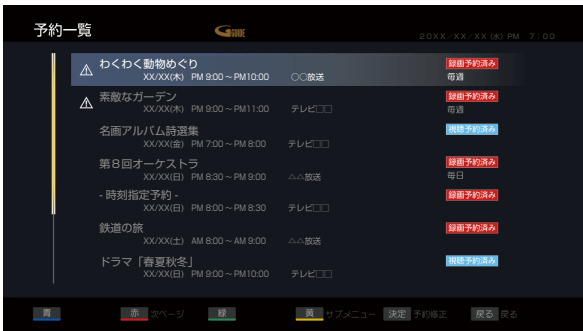 予約一覧 GGUIDE 20XX/XX/XX (水) PM 7:00
わくわく動物めぐり 録画予約済み
XX/XX(木) PM 9:00～PM10:00 ○○放送 毎週
素敵なガーデン 録画予約済み
XX/XX(木) PM 9:00～PM11:00 テレビ□□ 毎週
名画アルバム詩選集 視聴予約済み
XX/XX(金) PM 7:00～PM 8:00 テレビ□□
第8回オーケストラ 録画予約済み
XX/XX(日) PM 8:30～PM 9:00 △△放送 毎日
- 時刻指定予約 - 録画予約済み
XX/XX(日) PM 8:00～PM 8:30 テレビ□□
鉄道の旅 録画予約済み
XX/XX(土) AM 8:00～AM 9:00 △△放送
ドラマ「春夏秋冬」 視聴予約済み
XX/XX(日) PM 9:00～PM10:00 テレビ□□
青 赤 次ページ 緑 黄 サブメニュー 決定 予約修正 戻る 戻る